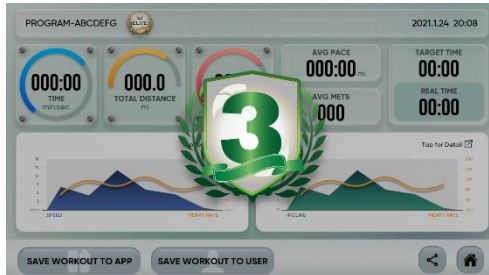 PROGRAM-ABCDEFG
ELITE
2021.1.24 20:08
000:00
TIME
min:sec
000.0
TOTAL DISTANCE
mi
AVG PACE
000:00 mi
AVG METS
000
TARGET TIME
00:00
REAL TIME
00:00
3
Tap for Detail
SPEED
HEART RATE
INCLINE
HEART RATE
SAVE WORKOUT TO APP
SAVE WORKOUT TO USER